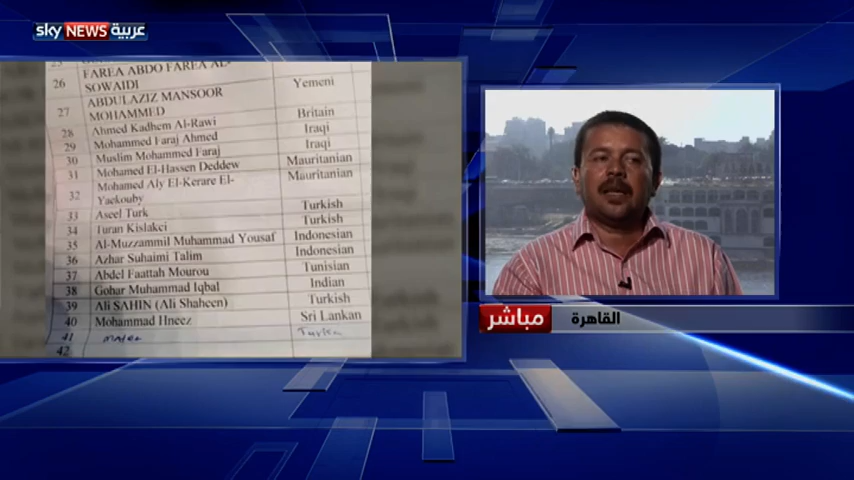 sky NEWS عربية
26 FAREA ABDO FAREA AL-
SOWAIDI Yemeni
27 ABDULAZIZ MANSOOR
MOHAMMED Britain
28 Ahmed Kadhem Al-Rawi Iraqi
29 Mohammed Faraj Ahmed Iraqi
30 Muslim Mohammed Faraj Mauritanian
31 Mohamed El-Hassen Deddew Mauritanian
32 Mohamed Aly El-Kerare El-
Yaekouby Turkish
33 Aseel Turk Turkish
34 Turan Kislakci Indonesian
35 Al-Muzzammil Muhammad Yousaf Indonesian
36 Azhar Suhaimi Talim Tunisian
37 Abdel Faattah Mourou Indian
38 Gohar Muhammad Iqbal Turkish
39 Ali SAHIN (Ali Shaheen) Sri Lankan
40 Mohammad Hneez
41
42
مباشر
القاهرة